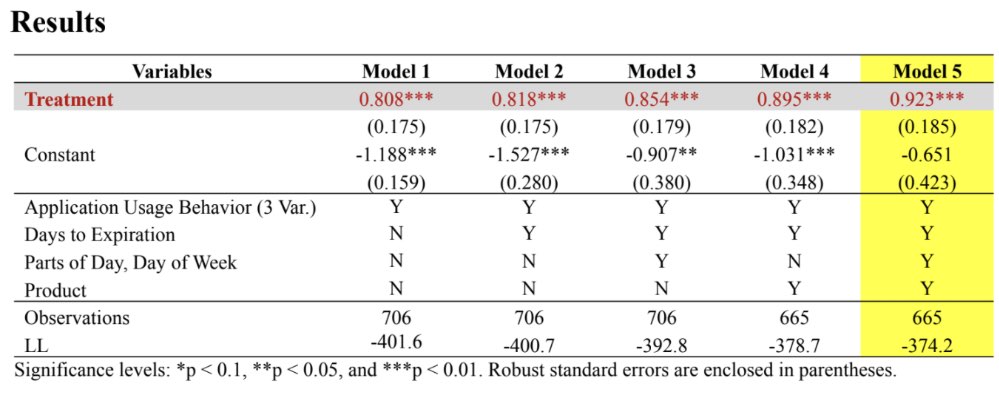 Results
Variables Model 1 Model 2 Model 3 Model 4 Model 5
Treatment 0.808*** 0.818*** 0.854*** 0.895*** 0.923***
(0.175) (0.175) (0.179) (0.182) (0.185)
Constant -1.188*** -1.527*** -0.907** -1.031*** -0.651
(0.159) (0.280) (0.380) (0.348) (0.423)
Application Usage Behavior (3 Var.) Y Y Y Y Y
Days to Expiration N Y Y Y Y
Parts of Day, Day of Week N N Y N Y
Product N N N Y Y
Observations 706 706 706 665 665
LL -401.6 -400.7 -392.8 -378.7 -374.2
Significance levels: *p < 0.1, **p < 0.05, and ***p < 0.01. Robust standard errors are enclosed in parentheses.